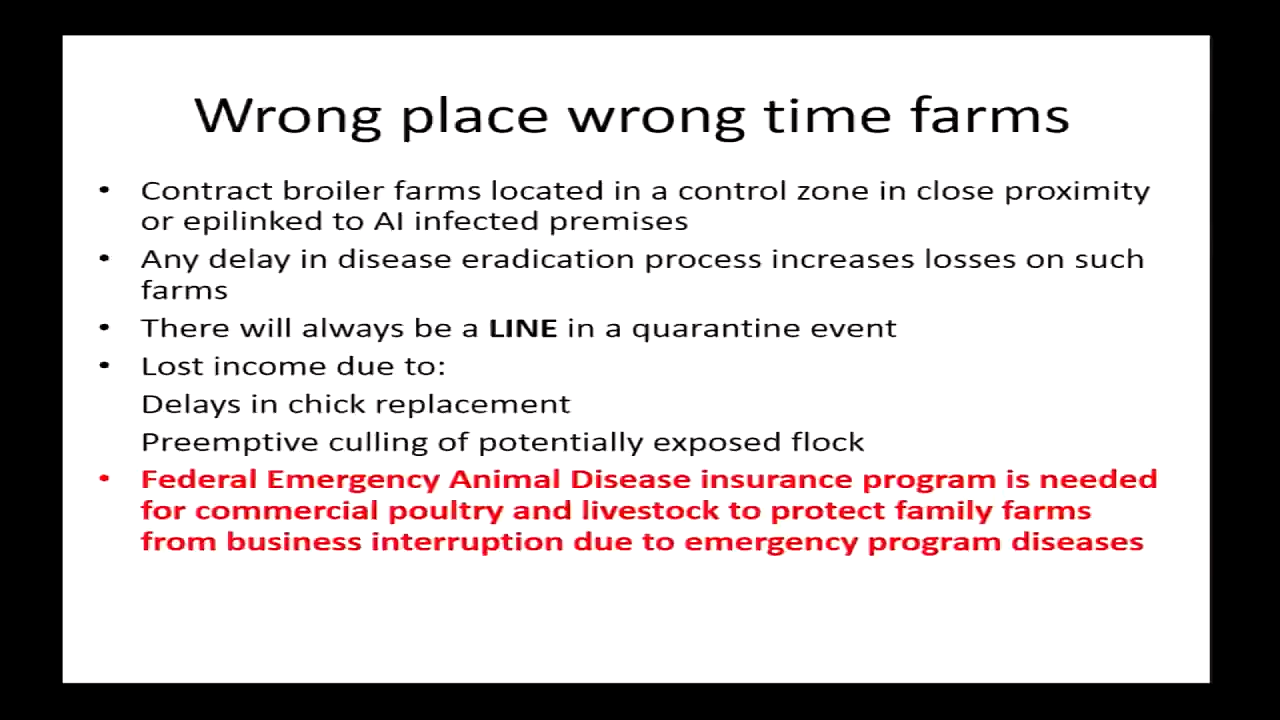 Wrong place wrong time farms
• Contract broiler farms located in a control zone in close proximity
or epilinked to AI infected premises
• Any delay in disease eradication process increases losses on such
farms
• There will always be a LINE in a quarantine event
• Lost income due to:
Delays in chick replacement
Preemptive culling of potentially exposed flock
• Federal Emergency Animal Disease insurance program is needed
for commercial poultry and livestock to protect family farms
from business interruption due to emergency program diseases